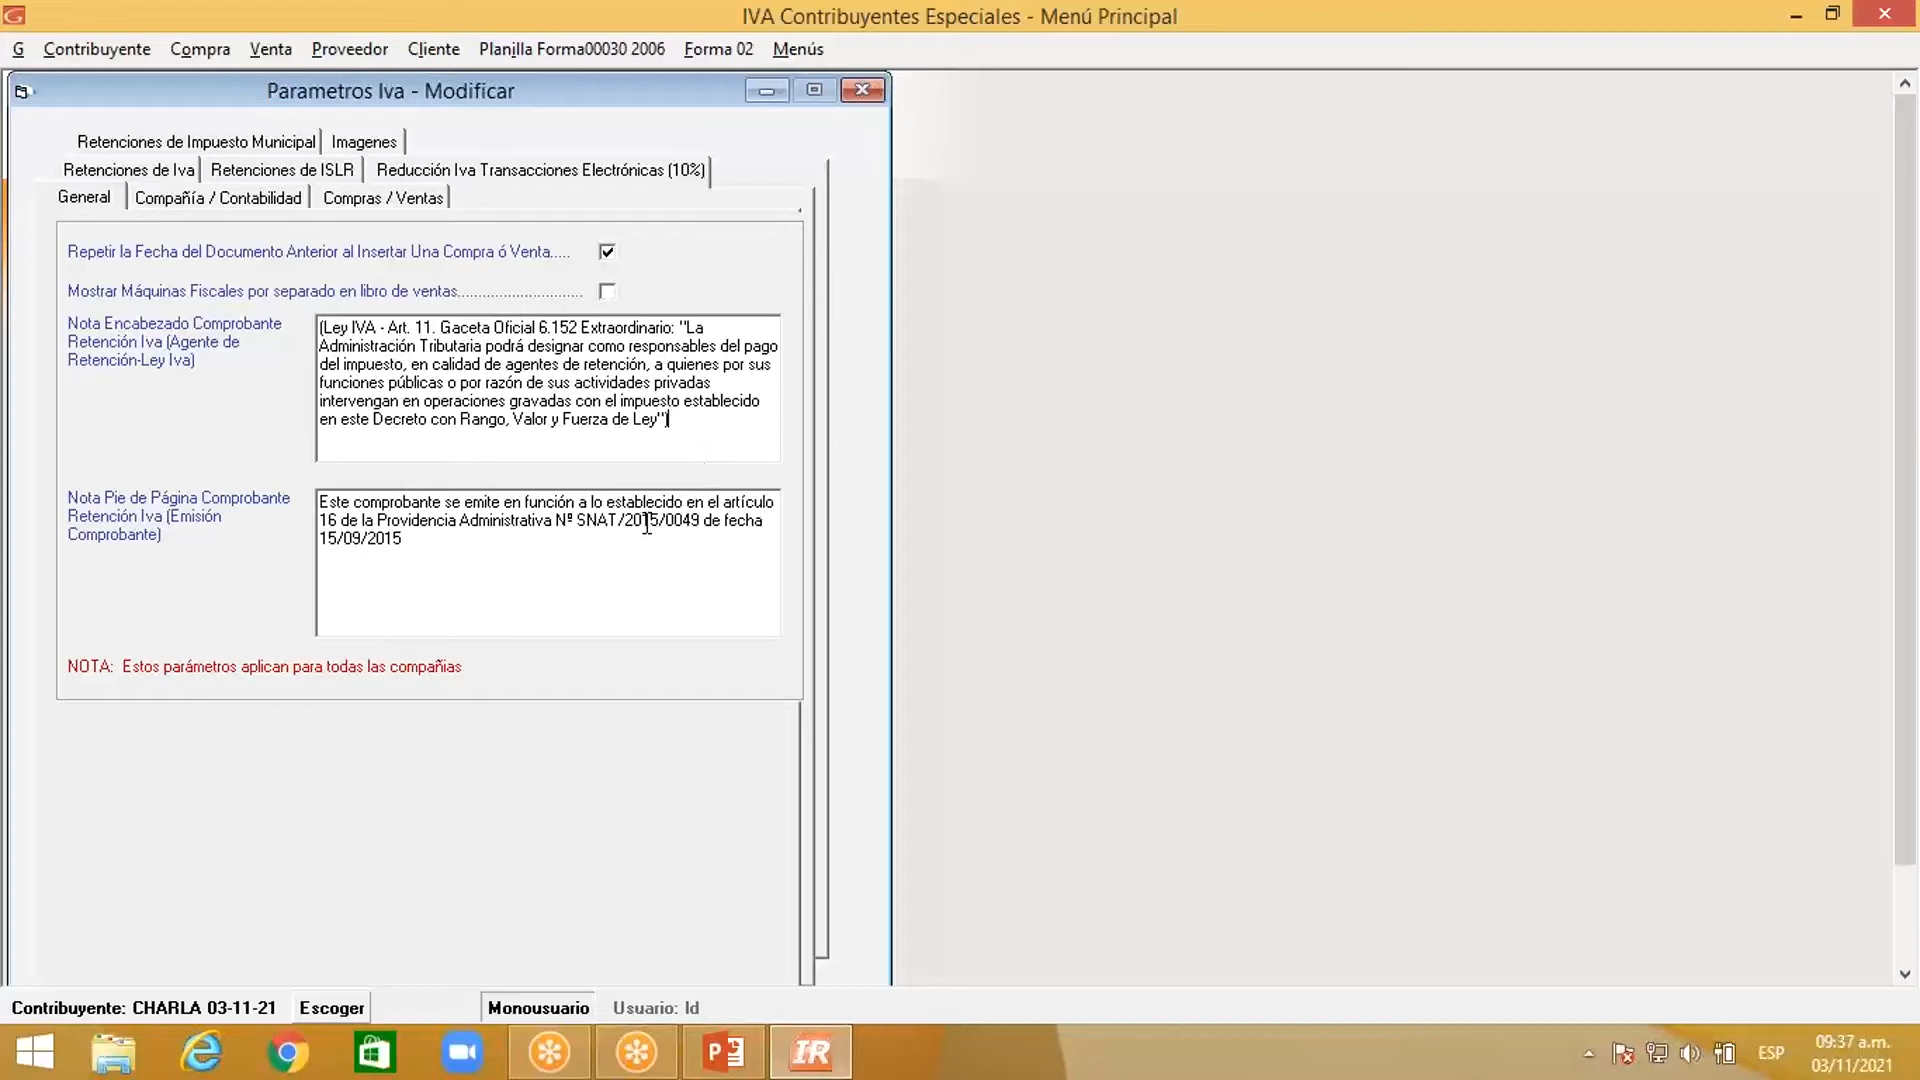 IVA Contribuyentes Especiales - Menú Principal
G Contribuyente Compra Venta Proveedor Cliente Planilla Forma00030 2006 Forma 02 Menús
Parametros Iva - Modificar
Retenciones de Impuesto Municipal Imagenes
Retenciones de Iva Retenciones de ISLR Reducción Iva Transacciones Electrónicas (10%)
General Compañía / Contabilidad Compras / Ventas
Repetir la Fecha del Documento Anterior al Insertar Una Compra ó Venta.....
Mostrar Máquinas Fiscales por separado en libro de ventas..............................
Nota Encabezado Comprobante
Retención Iva (Agente de
Retención-Ley Iva)
(Ley IVA - Art. 11. Gaceta Oficial 6.152 Extraordinario: "La
Administración Tributaria podrá designar como responsables del pago
del impuesto, en calidad de agentes de retención, a quienes por sus
funciones públicas o por razón de sus actividades privadas
intervengan en operaciones gravadas con el impuesto establecido
en este Decreto con Rango, Valor y Fuerza de Ley")
Nota Pie de Página Comprobante
Retención Iva (Emisión
Comprobante)
Este comprobante se emite en función a lo establecido en el artículo
16 de la Providencia Administrativa Nº SNAT/2015/0049 de fecha
15/09/2015
NOTA: Estos parámetros aplican para todas las compañias
Contribuyente: CHARLA 03-11-21 Escoger Monousuario Usuario: Id
P IR ESP
09:37 a.m.
03/11/2021